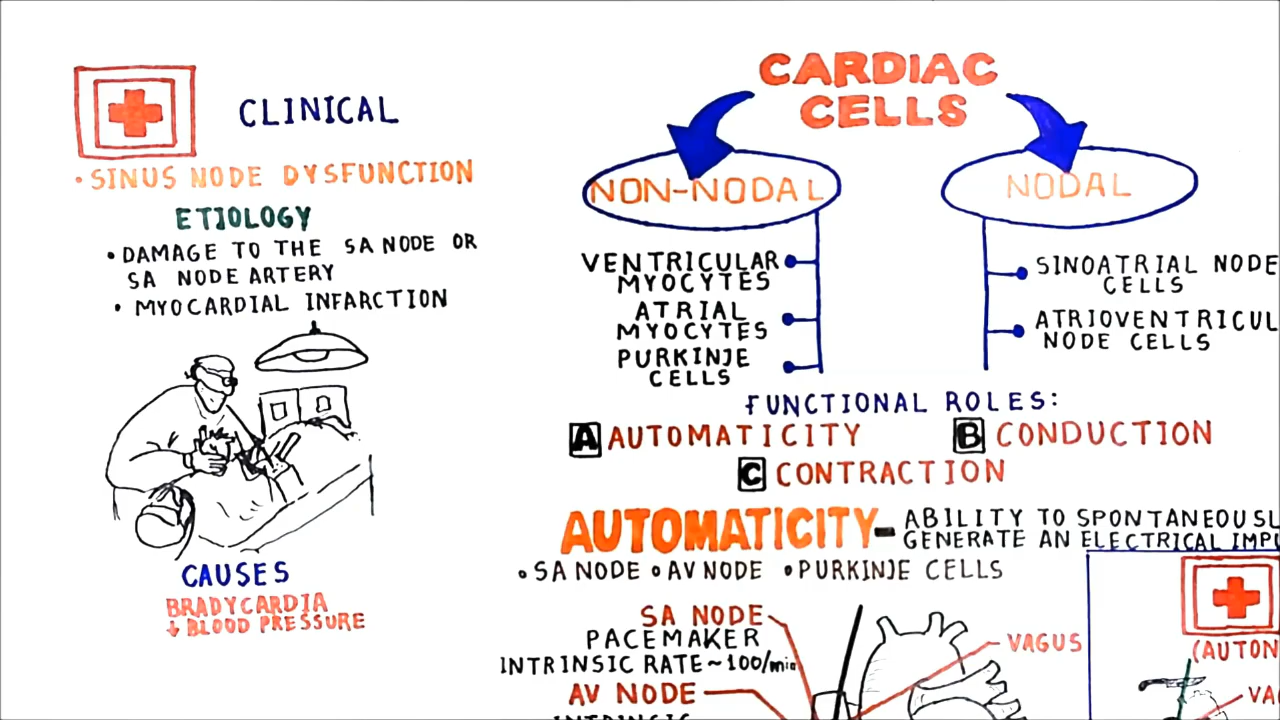 CLINICAL
• SINUS NODE DYSFUNCTION
ETIOLOGY
• DAMAGE TO THE SA NODE OR
SA NODE ARTERY
• MYOCARDIAL INFARCTION
CAUSES
BRADYCARDIA
↓ BLOOD PRESSURE
CARDIAC
CELLS
NON-NODAL
VENTRICULAR
MYOCYTES
ATRIAL
MYOCYTES
PURKINJE
CELLS
NODAL
SINOATRIAL NODE
CELLS
ATRIOVENTRICUL
NODE CELLS
FUNCTIONAL ROLES:
A AUTOMATICITY
B CONDUCTION
C CONTRACTION
AUTOMATICITY- ABILITY TO SPONTANEOUSL
GENERATE AN ELECTRICAL IMPU
• SA NODE • AV NODE • PURKINJE CELLS
SA NODE
PACEMAKER
INTRINSIC RATE ~100/min
AV NODE
INTRINSIC
VAGUS
(AUTON
VA